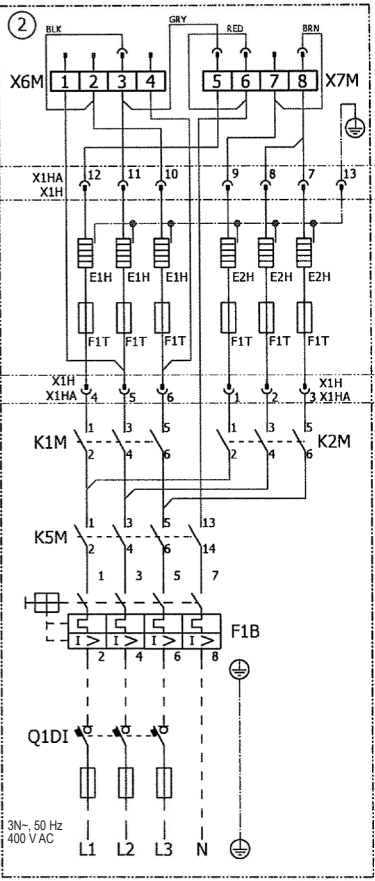 2
BLK GRY RED BRN
X6M 1 2 3 4 5 6 7 8 X7M
X1HA 12 11 10 9 8 7 13
X1H
E1H E1H E1H E2H E2H E2H
F1T F1T F1T F1T F1T F1T
X1H X1H
X1HA 4 5 6 1 2 3 X1HA
1 3 5 1 3 5
K1M K2M
2 4 6 2 4 6
1 3 5 13
K5M
2 4 6 14
1 3 5 7
F1B
I > I > I > I >
2 4 6 8
Q1DI
3N~, 50 Hz
400 V AC
L1 L2 L3 N